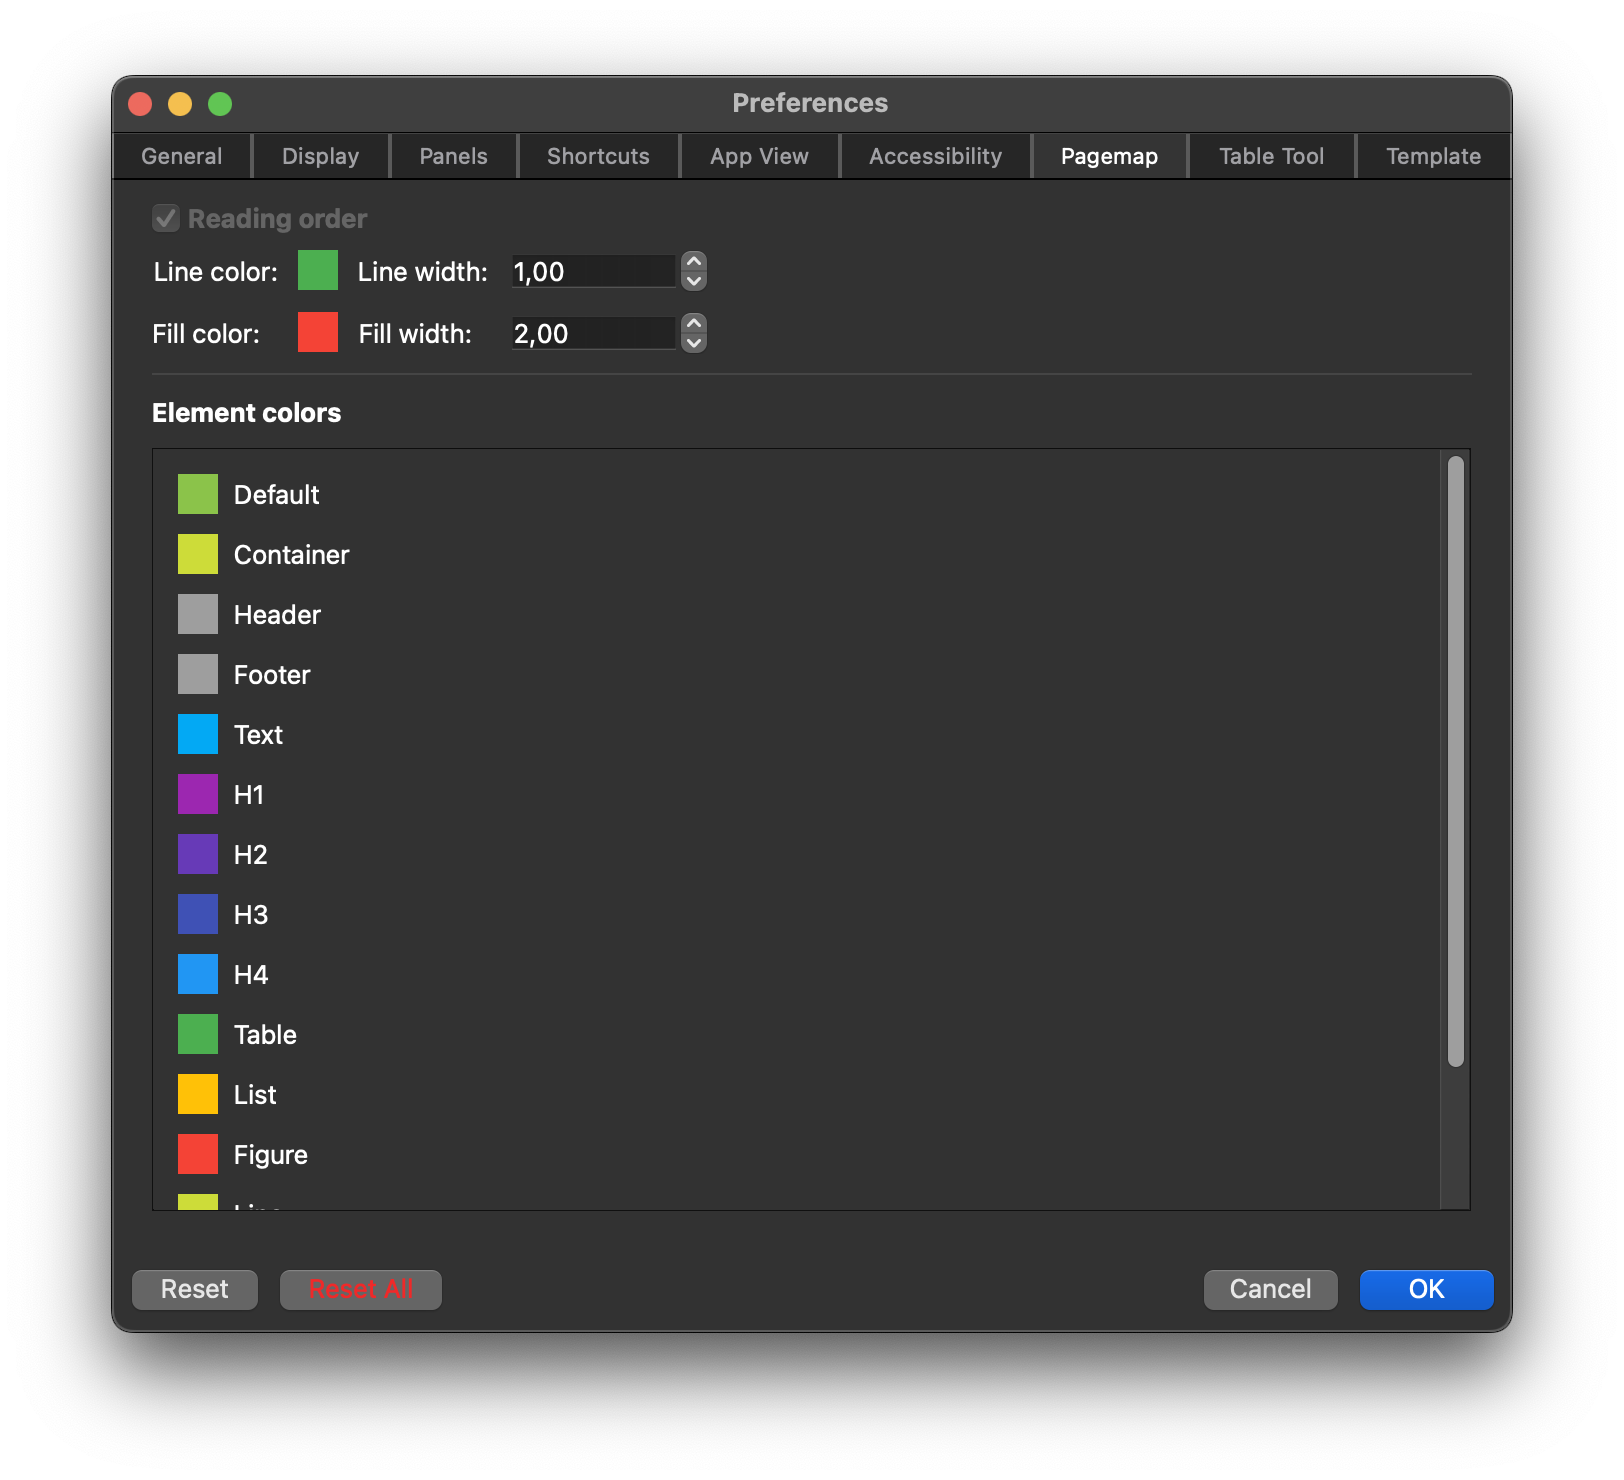 Preferences
General Display Panels Shortcuts App View Accessibility Pagemap Table Tool Template
Reading order
Line color: Line width: 1,00
Fill color: Fill width: 2,00
Element colors
Default
Container
Header
Footer
Text
H1
H2
H3
H4
Table
List
Figure
Reset Reset All Cancel OK